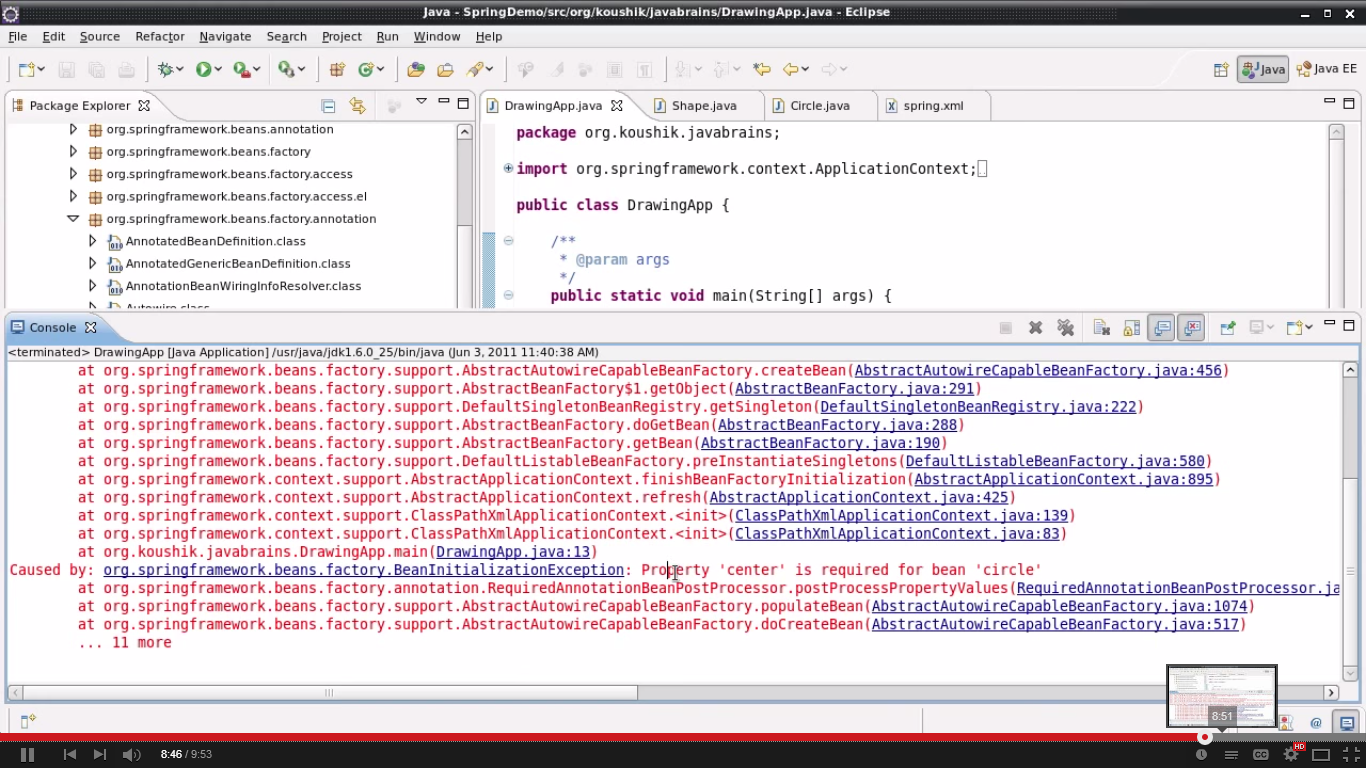 Java - SpringDemo/src/org/koushik/javabrains/DrawingApp.java - Eclipse
File Edit Source Refactor Navigate Search Project Run Window Help
Java Java EE
Package Explorer
DrawingApp.java Shape.java Circle.java spring.xml
org.springframework.beans.annotation
org.springframework.beans.factory
org.springframework.beans.factory.access
org.springframework.beans.factory.access.el
org.springframework.beans.factory.annotation
AnnotatedBeanDefinition.class
AnnotatedGenericBeanDefinition.class
AnnotationBeanWiringInfoResolver.class
Autowire.class
package org.koushik.javabrains;
import org.springframework.context.ApplicationContext;
public class DrawingApp {
/**
* @param args
*/
public static void main(String[] args) {
Console
<terminated> DrawingApp [Java Application] /usr/java/jdk1.6.0_25/bin/java (Jun 3, 2011 11:40:38 AM)
at org.springframework.beans.factory.support.AbstractAutowireCapableBeanFactory.createBean(AbstractAutowireCapableBeanFactory.java:456)
at org.springframework.beans.factory.support.AbstractBeanFactory$1.getObject(AbstractBeanFactory.java:291)
at org.springframework.beans.factory.support.DefaultSingletonBeanRegistry.getSingleton(DefaultSingletonBeanRegistry.java:222)
at org.springframework.beans.factory.support.AbstractBeanFactory.doGetBean(AbstractBeanFactory.java:288)
at org.springframework.beans.factory.support.AbstractBeanFactory.getBean(AbstractBeanFactory.java:190)
at org.springframework.beans.factory.support.DefaultListableBeanFactory.preInstantiateSingletons(DefaultListableBeanFactory.java:580)
at org.springframework.context.support.AbstractApplicationContext.finishBeanFactoryInitialization(AbstractApplicationContext.java:895)
at org.springframework.context.support.AbstractApplicationContext.refresh(AbstractApplicationContext.java:425)
at org.springframework.context.support.ClassPathXmlApplicationContext.<init>(ClassPathXmlApplicationContext.java:139)
at org.springframework.context.support.ClassPathXmlApplicationContext.<init>(ClassPathXmlApplicationContext.java:83)
at org.koushik.javabrains.DrawingApp.main(DrawingApp.java:13)
Caused by: org.springframework.beans.factory.BeanInitializationException: Property 'center' is required for bean 'circle'
at org.springframework.beans.factory.annotation.RequiredAnnotationBeanPostProcessor.postProcessPropertyValues(RequiredAnnotationBeanPostProcessor.ja
at org.springframework.beans.factory.support.AbstractAutowireCapableBeanFactory.populateBean(AbstractAutowireCapableBeanFactory.java:1074)
at org.springframework.beans.factory.support.AbstractAutowireCapableBeanFactory.doCreateBean(AbstractAutowireCapableBeanFactory.java:517)
... 11 more
8:51
8:46 / 9:53
CC HD